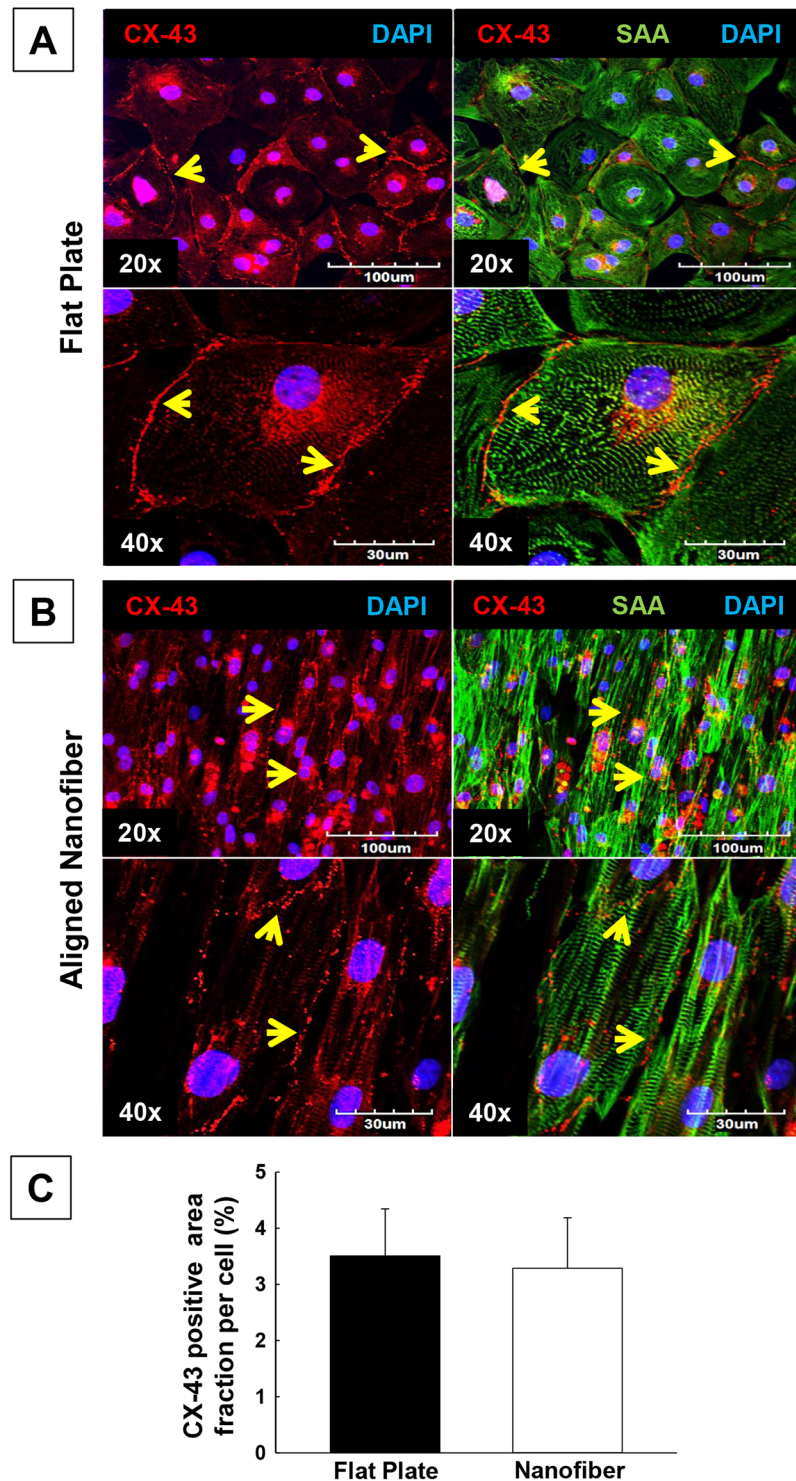 A
CX-43 DAPI
CX-43 SAA DAPI
Flat Plate
20x
100um
20x
100um
40x
30um
40x
30um
B
CX-43 DAPI
CX-43 SAA DAPI
Aligned Nanofiber
20x
100um
20x
100um
40x
30um
40x
30um
C
CX-43 positive area
fraction per cell (%)
5
4
3
2
1
0
Flat Plate
Nanofiber